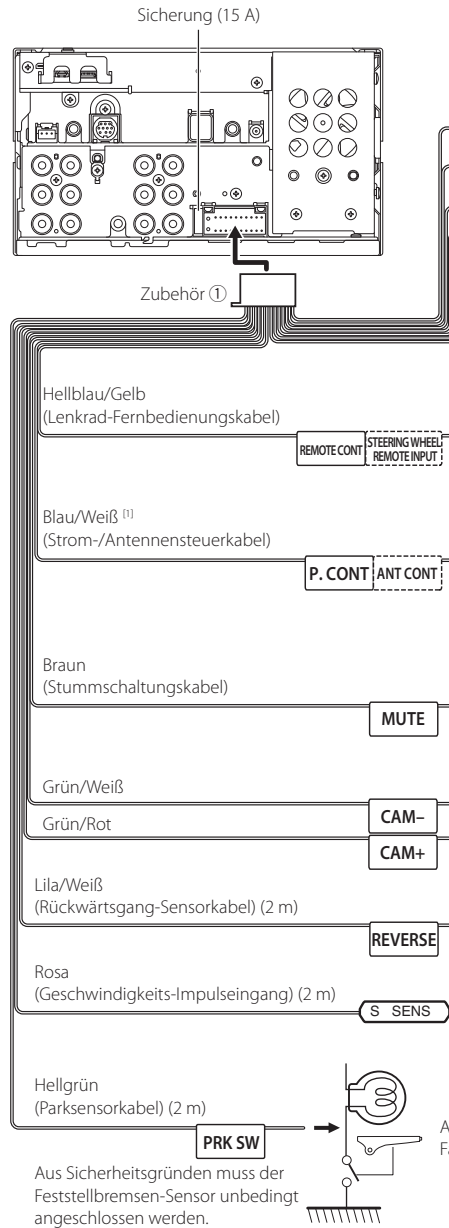 Sicherung (15 A)
Zubehör ①
Hellblau/Gelb
(Lenkrad-Fernbedienungskabel)
REMOTE CONT
STEERING WHEEL
REMOTE INPUT
Blau/Weiß [1]
(Strom-/Antennensteuerkabel)
P. CONT
ANT CONT
Braun
(Stummschaltungskabel)
MUTE
Grün/Weiß
CAM–
Grün/Rot
CAM+
Lila/Weiß
(Rückwärtsgang-Sensorkabel) (2 m)
REVERSE
Rosa
(Geschwindigkeits-Impulseingang) (2 m)
S SENS
Hellgrün
(Parksensorkabel) (2 m)
PRK SW
Aus Sicherheitsgründen muss der
Feststellbremsen-Sensor unbedingt
angeschlossen werden.